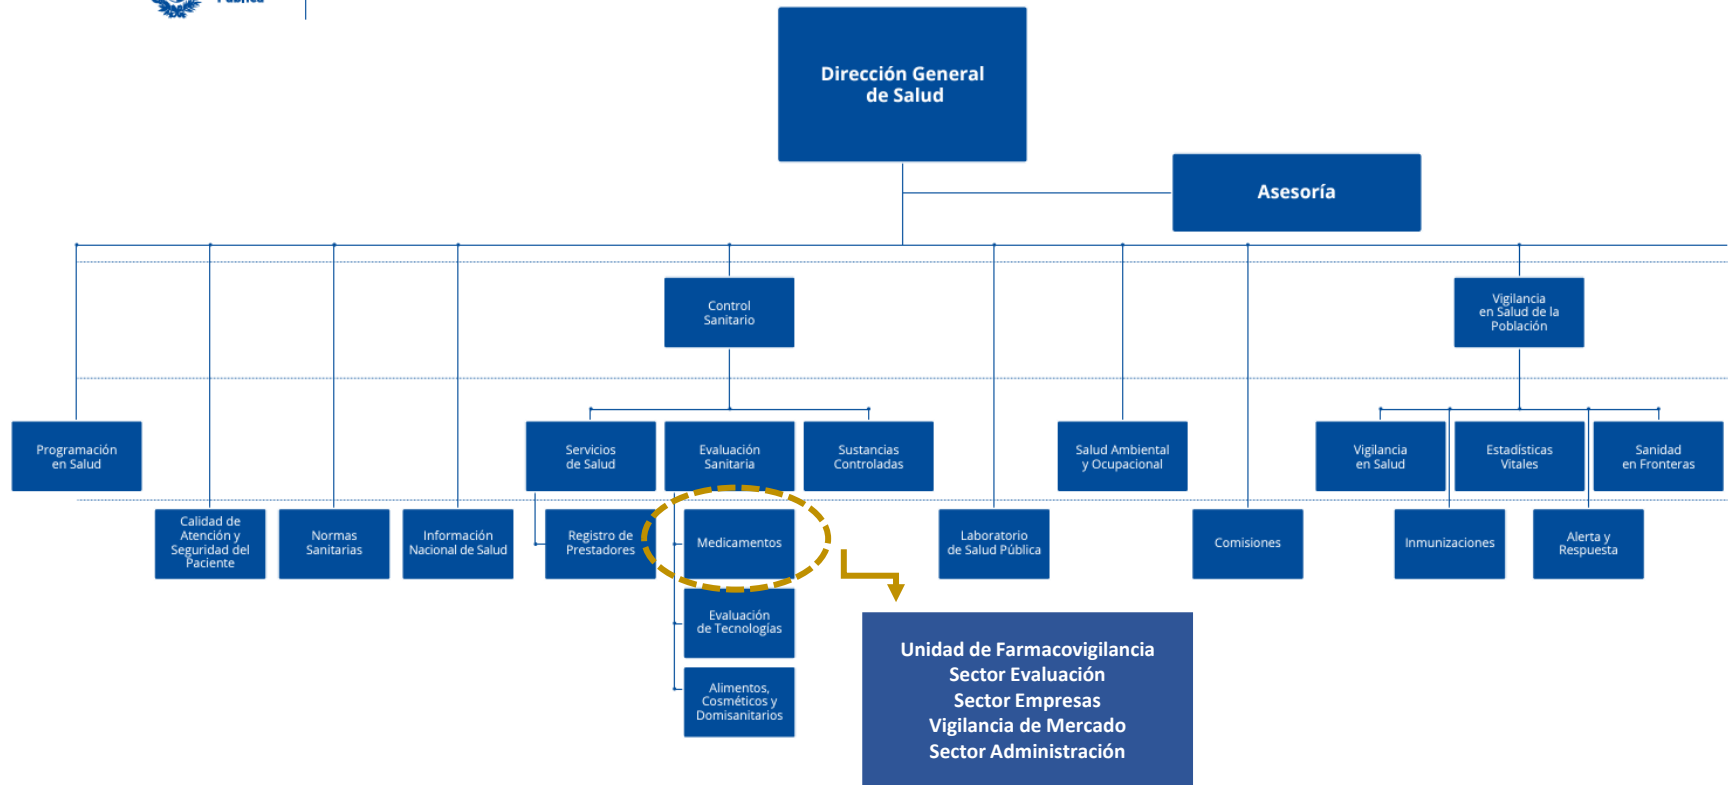 Dirección General
de Salud
Asesoría
Control
Sanitario
Vigilancia
en Salud de la
Población
Programación
en Salud
Servicios
de Salud
Evaluación
Sanitaria
Sustancias
Controladas
Salud Ambiental
y Ocupacional
Vigilancia
en Salud
Estadísticas
Vitales
Sanidad
en Fronteras
Calidad de
Atención y
Seguridad del
Paciente
Normas
Sanitarias
Información
Nacional de Salud
Registro de
Prestadores
Medicamentos
Laboratorio
de Salud Pública
Comisiones
Inmunizaciones
Alerta y
Respuesta
Evaluación
de Tecnologías
Alimentos,
Cosméticos y
Domisanitarios
Unidad de Farmacovigilancia
Sector Evaluación
Sector Empresas
Vigilancia de Mercado
Sector Administración